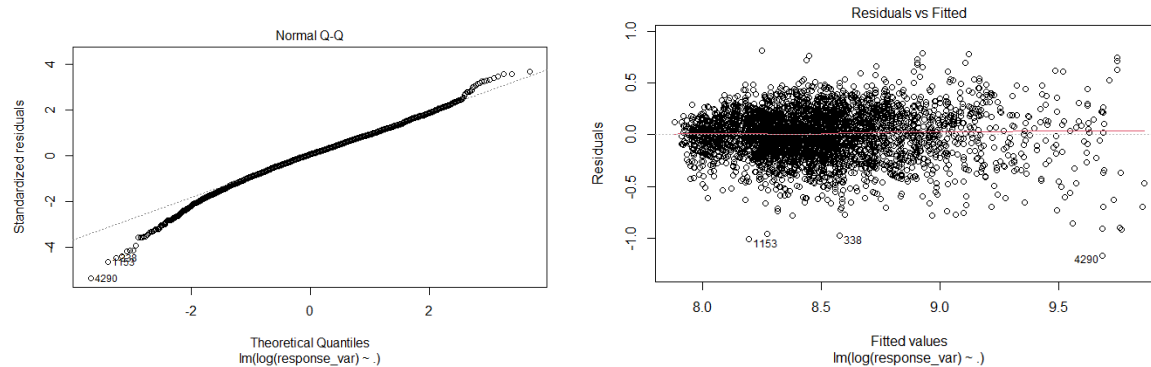 Normal Q-Q
Standardized residuals
4
2
0
-2
-4
338
1153
4290
-2
0
2
Theoretical Quantiles
lm(log(response_var) ~ .)
Residuals vs Fitted
Residuals
1.0
0.5
0.0
-0.5
-1.0
1153
338
4290
8.0
8.5
9.0
9.5
Fitted values
lm(log(response_var) ~ .)